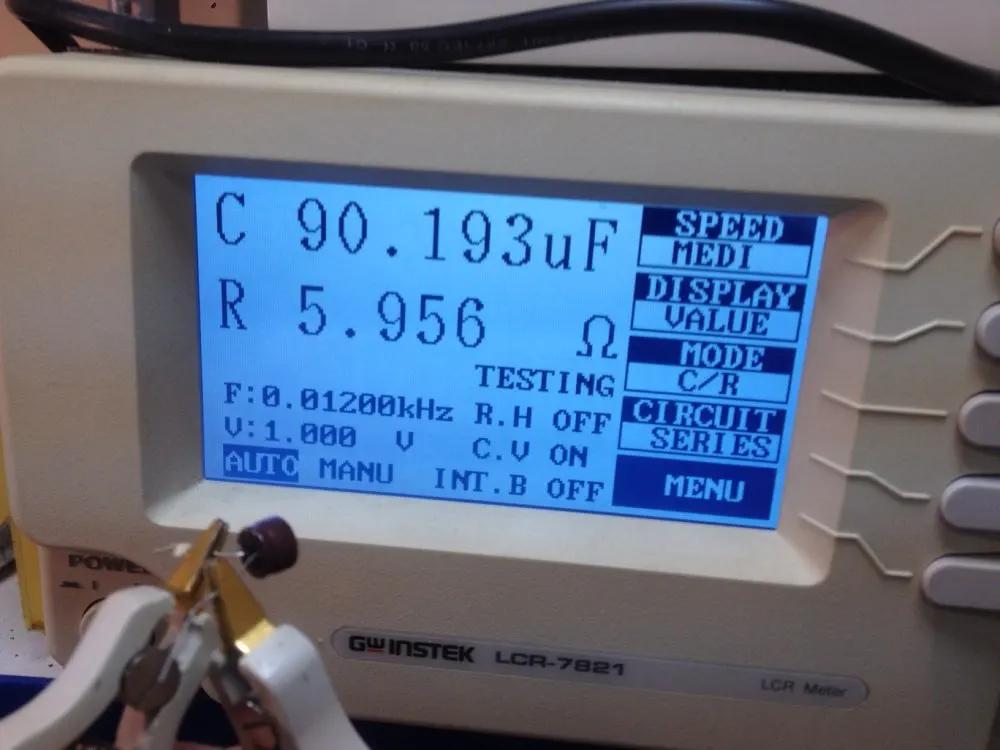 C 90.193uF
R 5.956 Ω
TESTING
F:0.01200kHz R.H OFF
V:1.000 V C.V ON
AUTO MANU INT.B OFF
SPEED
MEDI
DISPLAY
VALUE
MODE
C/R
CIRCUIT
SERIES
MENU
POWE
GWINSTEK LCR-7821
LCR Meter